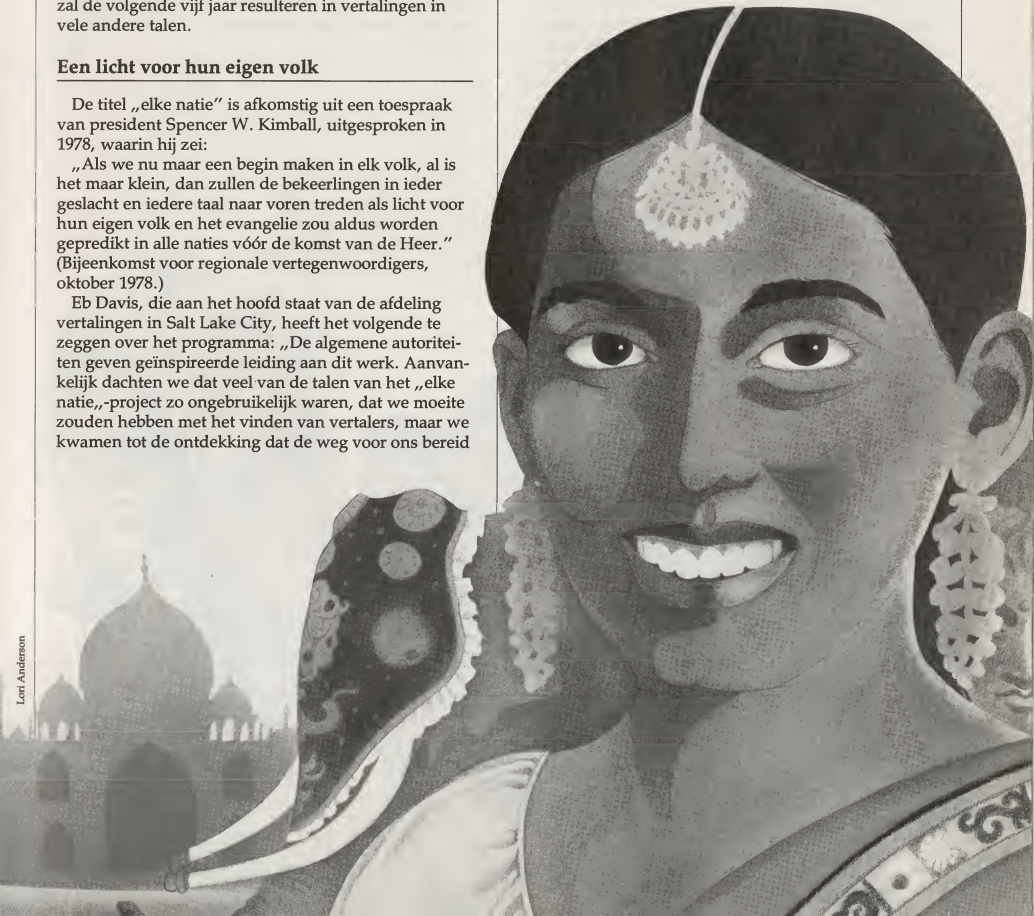 zal de volgende vijf jaar resulteren in vertalingen in
vele andere talen.
Een licht voor hun eigen volk
De titel „elke natie” is afkomstig uit een toespraak
van president Spencer W. Kimball, uitgesproken in
1978, waarin hij zei:
„Als we nu maar een begin maken in elk volk, al is
het maar klein, dan zullen de bekeerlingen in ieder
geslacht en iedere taal naar voren treden als licht voor
hun eigen volk en het evangelie zou aldus worden
gepredikt in alle naties vóór de komst van de Heer.”
(Bijeenkomst voor regionale vertegenwoordigers,
oktober 1978.)
Eb Davis, die aan het hoofd staat van de afdeling
vertalingen in Salt Lake City, heeft het volgende te
zeggen over het programma: „De algemene autoritei-
ten geven geïnspireerde leiding aan dit werk. Aanvan-
kelijk dachten we dat veel van de talen van het „elke
natie„-project zo ongebruikelijk waren, dat we moeite
zouden hebben met het vinden van vertalers, maar we
kwamen tot de ontdekking dat de weg voor ons bereid
Lori Anderson